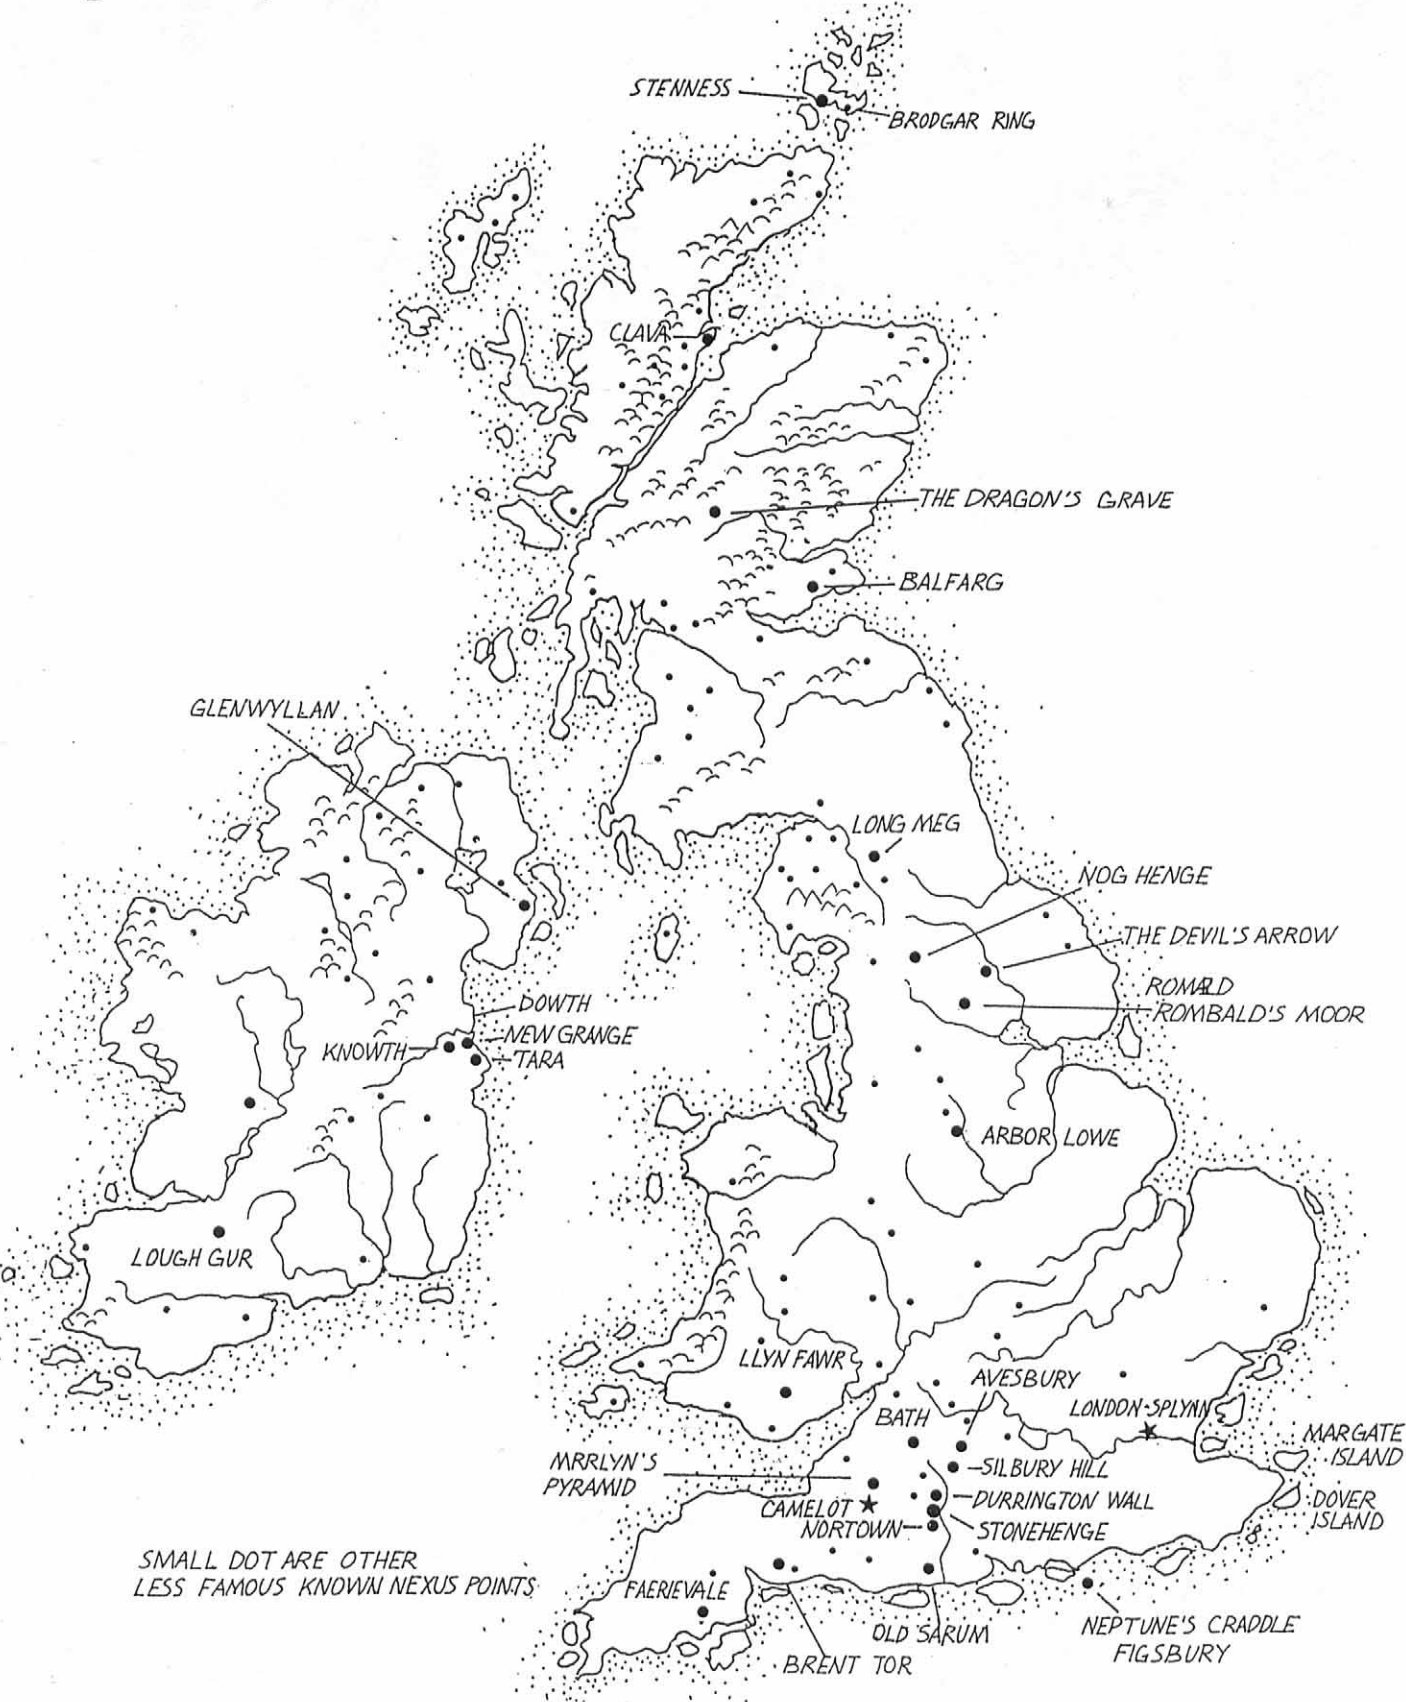 STENNESS
BRODGAR RING
CLAVA
THE DRAGON'S GRAVE
BALFARG
GLENWYLLAN
LONG MEG
NOG HENGE
THE DEVIL'S ARROW
ROMALD
ROMBALD'S MOOR
DOWTH
NEW GRANGE
KNOWTH
TARA
ARBOR LOWE
LOUGH GUR
LLYN FAWR
AVESBURY
BATH
LONDON-SPLYNN
MARGATE
ISLAND
MRRLYN'S
PYRAMID
SILBURY HILL
CAMELOT
DURRINGTON WALL
DOVER
ISLAND
NORTOWN
STONEHENGE
SMALL DOT ARE OTHER
LESS FAMOUS KNOWN NEXUS POINTS
FAERIEVALE
OLD SARUM
NEPTUNE'S CRADDLE
FIGSBURY
BRENT TOR